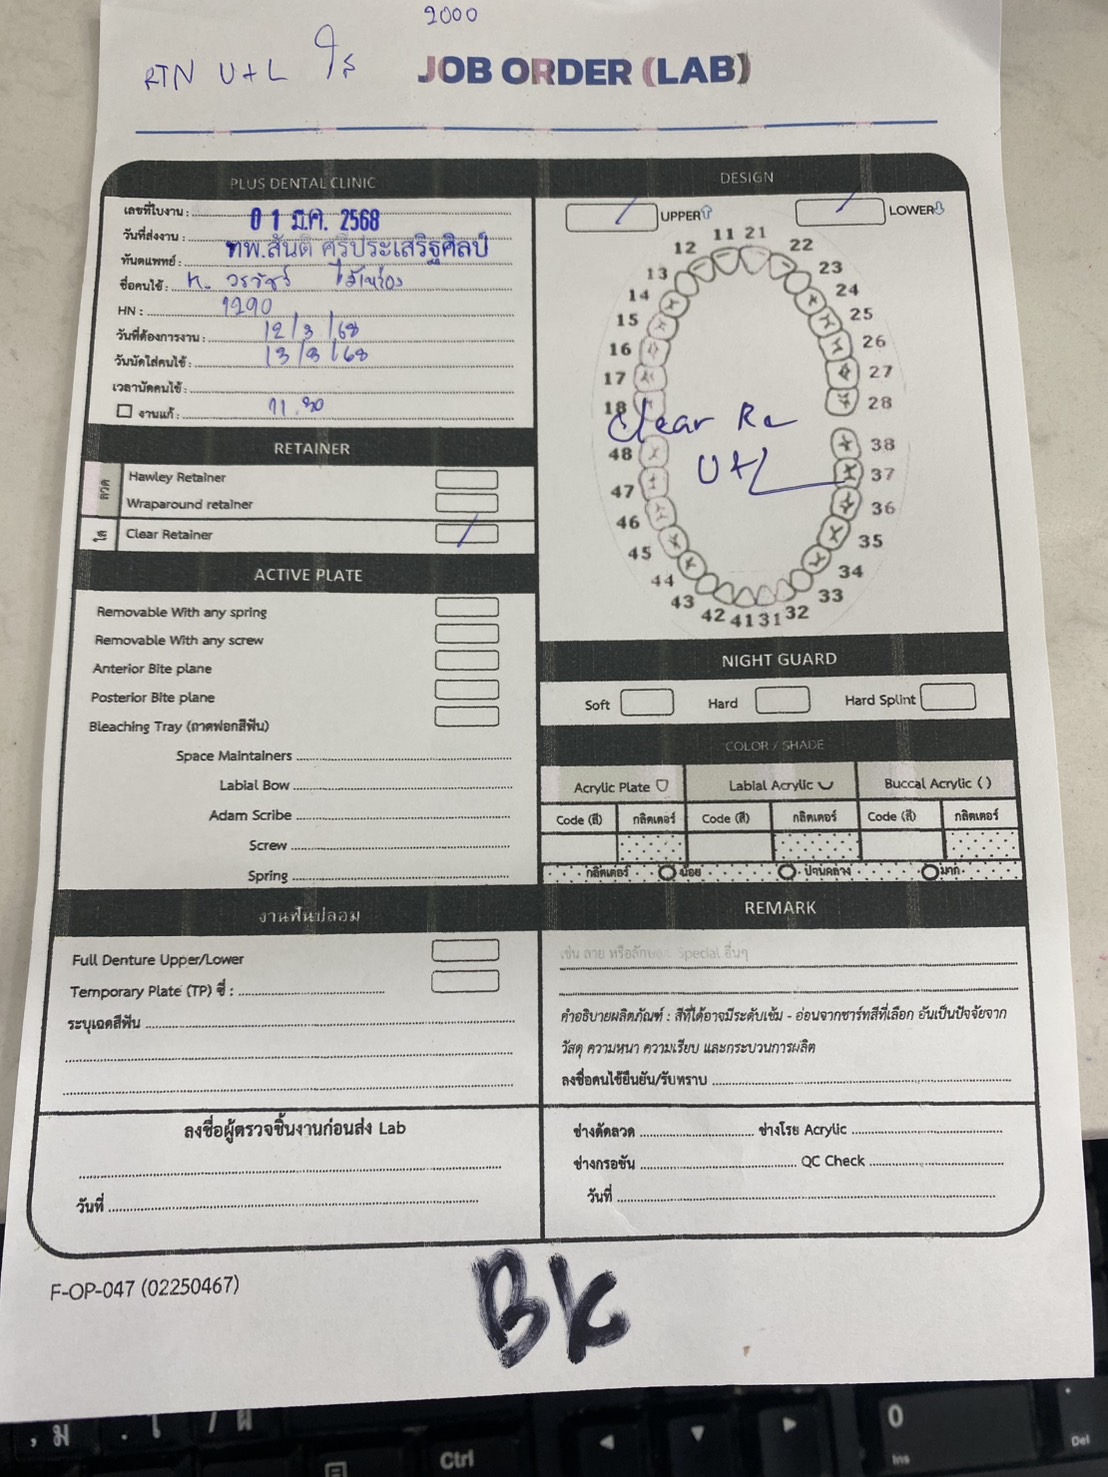 2000
RTN U+L ใส
JOB ORDER (LAB)
PLUS DENTAL CLINIC
เลขที่ใบงาน :
วันที่ส่งงาน : 01 มี.ค. 2568
ทันตแพทย์ : ทพ.สันติ ศรีประเสริฐศิลป์
ชื่อคนไข้ :
HN : 1290
วันที่ต้องการงาน : 12/3/68
วันนัดใส่คนไข้ : 13/3/68
เวลานัดคนไข้ :
งานแก้ : 11.30
RETAINER
ลวด
Hawley Retainer
Wraparound retainer
ใส
Clear Retainer /
ACTIVE PLATE
Removable With any spring
Removable With any screw
Anterior Bite plane
Posterior Bite plane
Bleaching Tray (ถาดฟอกสีฟัน)
Space Maintainers
Labial Bow
Adam Scribe
Screw
Spring
งานฟันปลอม
Full Denture Upper/Lower
Temporary Plate (TP) ซี่ :
ระบุเฉดสีฟัน
ลงชื่อผู้ตรวจชิ้นงานก่อนส่ง Lab
วันที่
DESIGN
/ UPPER / LOWER
11 21
12 22
13 23
14 24
15 25
16 26
17 27
18 28
Clear Re
U+L
48 38
47 37
46 36
45 35
44 34
43 33
42 41 31 32
NIGHT GUARD
Soft Hard Hard Splint
COLOR / SHADE
Acrylic Plate Labial Acrylic Buccal Acrylic ( )
Code (สี) กลิตเตอร์ Code (สี) กลิตเตอร์ Code (สี) กลิตเตอร์
กลิตเตอร์ น้อย ปานกลาง มาก
REMARK
เช่น ลาย หรือลักษณะ Special อื่นๆ
คำอธิบายผลิตภัณฑ์ : สีที่ได้อาจมีระดับเข้ม - อ่อนจากชาร์ทสีที่เลือก อันเป็นปัจจัยจาก
วัสดุ ความหนา ความเรียบ และกระบวนการผลิต
ลงชื่อคนไข้ยืนยัน/รับทราบ
ช่างดัดลวด ช่างโรย Acrylic
ช่างกรอขัน QC Check
วันที่
F-OP-047 (02250467)
BK
Ctrl
0
Ins
Del